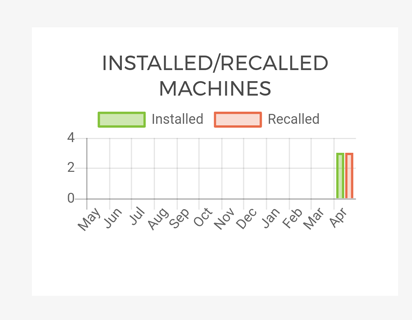 INSTALLED/RECALLED
MACHINES
Installed Recalled
4
2
0
May Jun Jul Aug Sep Oct Nov Dec Jan Feb Mar Apr